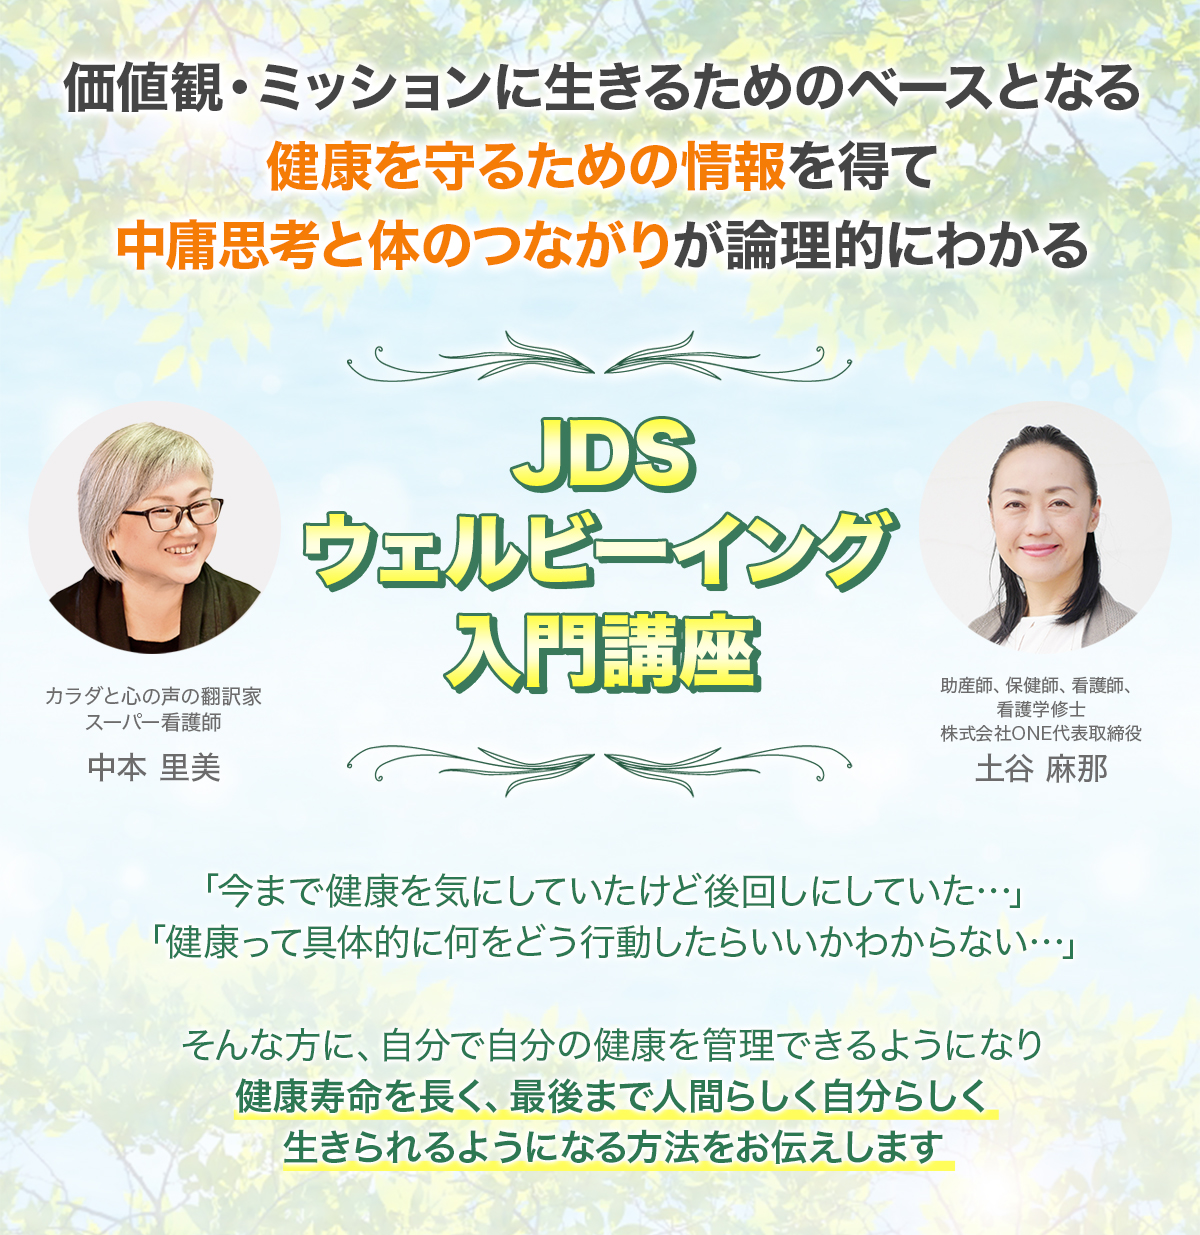 価値観・ミッションに生きるためのベースとなる
健康を守るための情報を得て
中庸思考と体のつながりが論理的にわかる
JDS
ウェルビーイング
入門講座
カラダと心の声の翻訳家
スーパー看護師
中本 里美
助産師、保健師、看護師、
看護学修士
株式会社ONE代表取締役
土谷 麻那
「今まで健康を気にしていたけど後回しにしていた…」
「健康って具体的に何をどう行動したらいいかわからない…」
そんな方に、自分で自分の健康を管理できるようになり
健康寿命を長く、最後まで人間らしく自分らしく
生きられるようになる方法をお伝えします